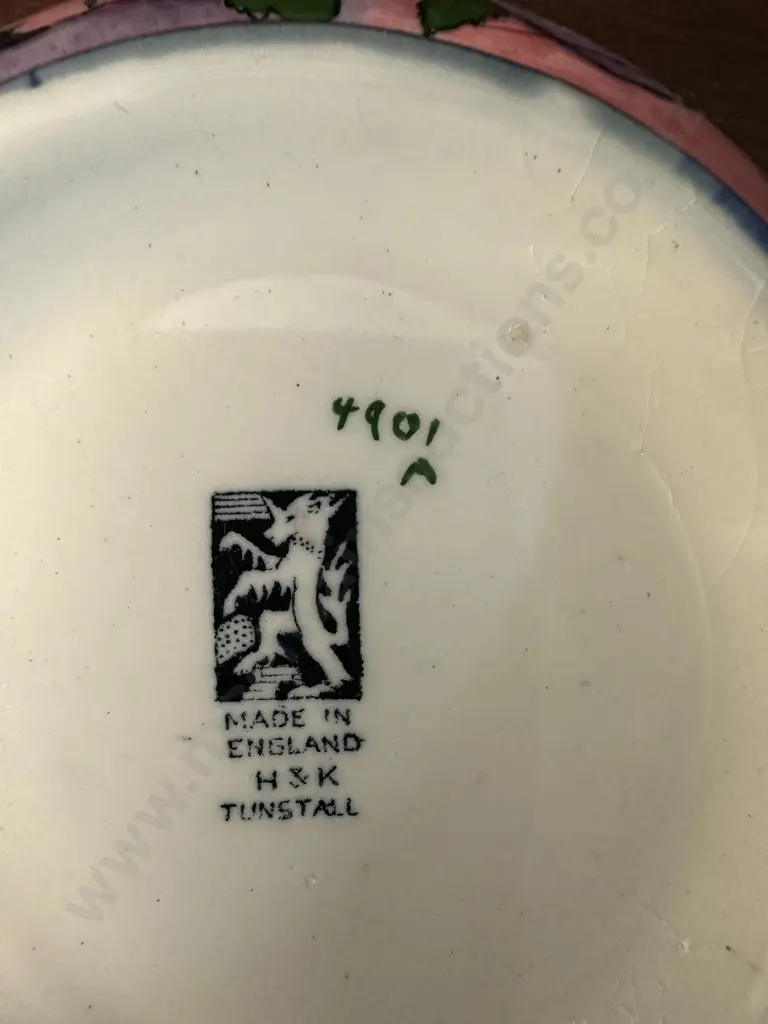 4901
A
MADE IN
ENGLAND
H & K
TUNSTALL